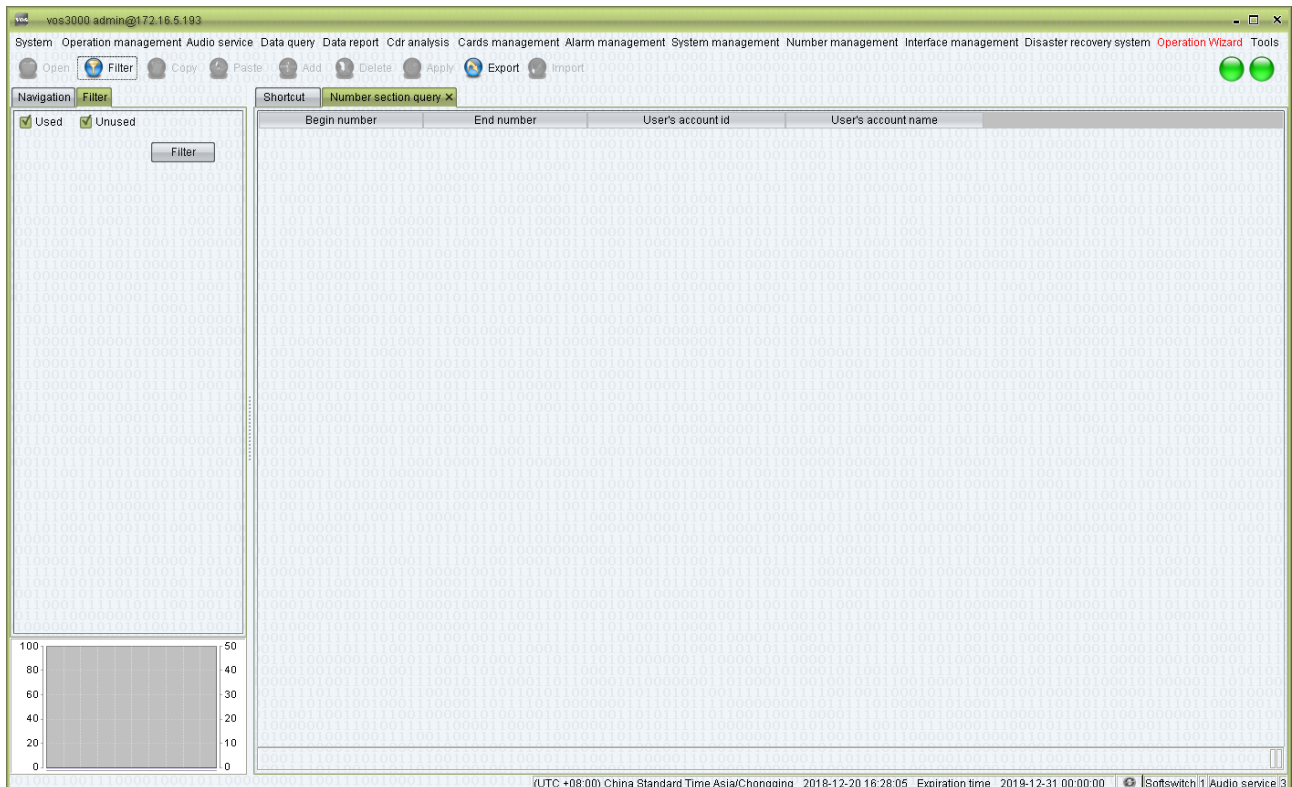 vos vos3000 admin@172.16.5.193
System Operation management Audio service Data query Data report Cdr analysis Cards management Alarm management System management Number management Interface management Disaster recovery system Operation Wizard Tools
Open Filter Copy Paste Add Delete Apply Export Import
Navigation Filter Shortcut Number section query
Used Unused
Begin number End number User's account id User's account name
Filter
100 50
80 40
60 30
40 20
20 10
0 0
(UTC +08:00) China Standard Time Asia/Chongqing 2018-12-20 16:28:05 Expiration time 2019-12-31 00:00:00 Softswitch 1 Audio service 3